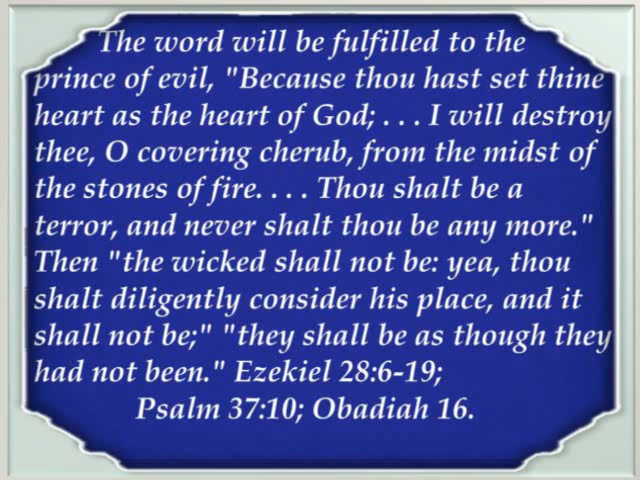 The word will be fulfilled to the
prince of evil, "Because thou hast set thine
heart as the heart of God; . . . I will destroy
thee, O covering cherub, from the midst of
the stones of fire. . . . Thou shalt be a
terror, and never shalt thou be any more."
Then "the wicked shall not be: yea, thou
shalt diligently consider his place, and it
shall not be;" "they shall be as though they
had not been." Ezekiel 28:6-19;
Psalm 37:10; Obadiah 16.